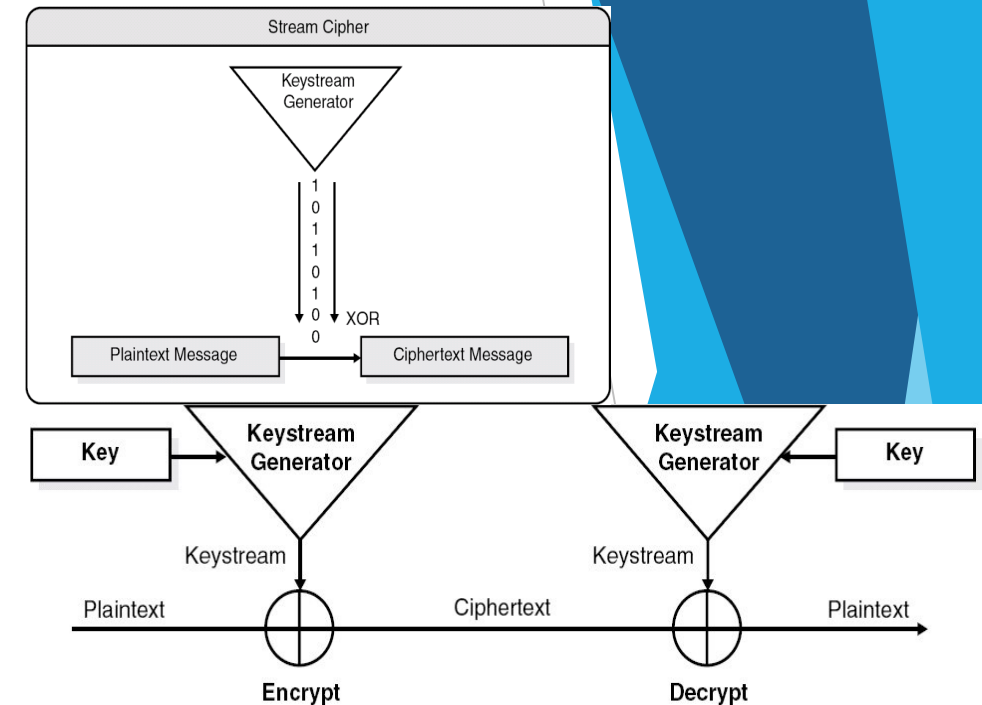 Stream Cipher
Keystream
Generator
1
0
1
1
0
1
0
0
XOR
Plaintext Message
Ciphertext Message
Key
Keystream
Generator
Keystream
Generator
Key
Keystream
Keystream
Plaintext
Ciphertext
Plaintext
Encrypt
Decrypt